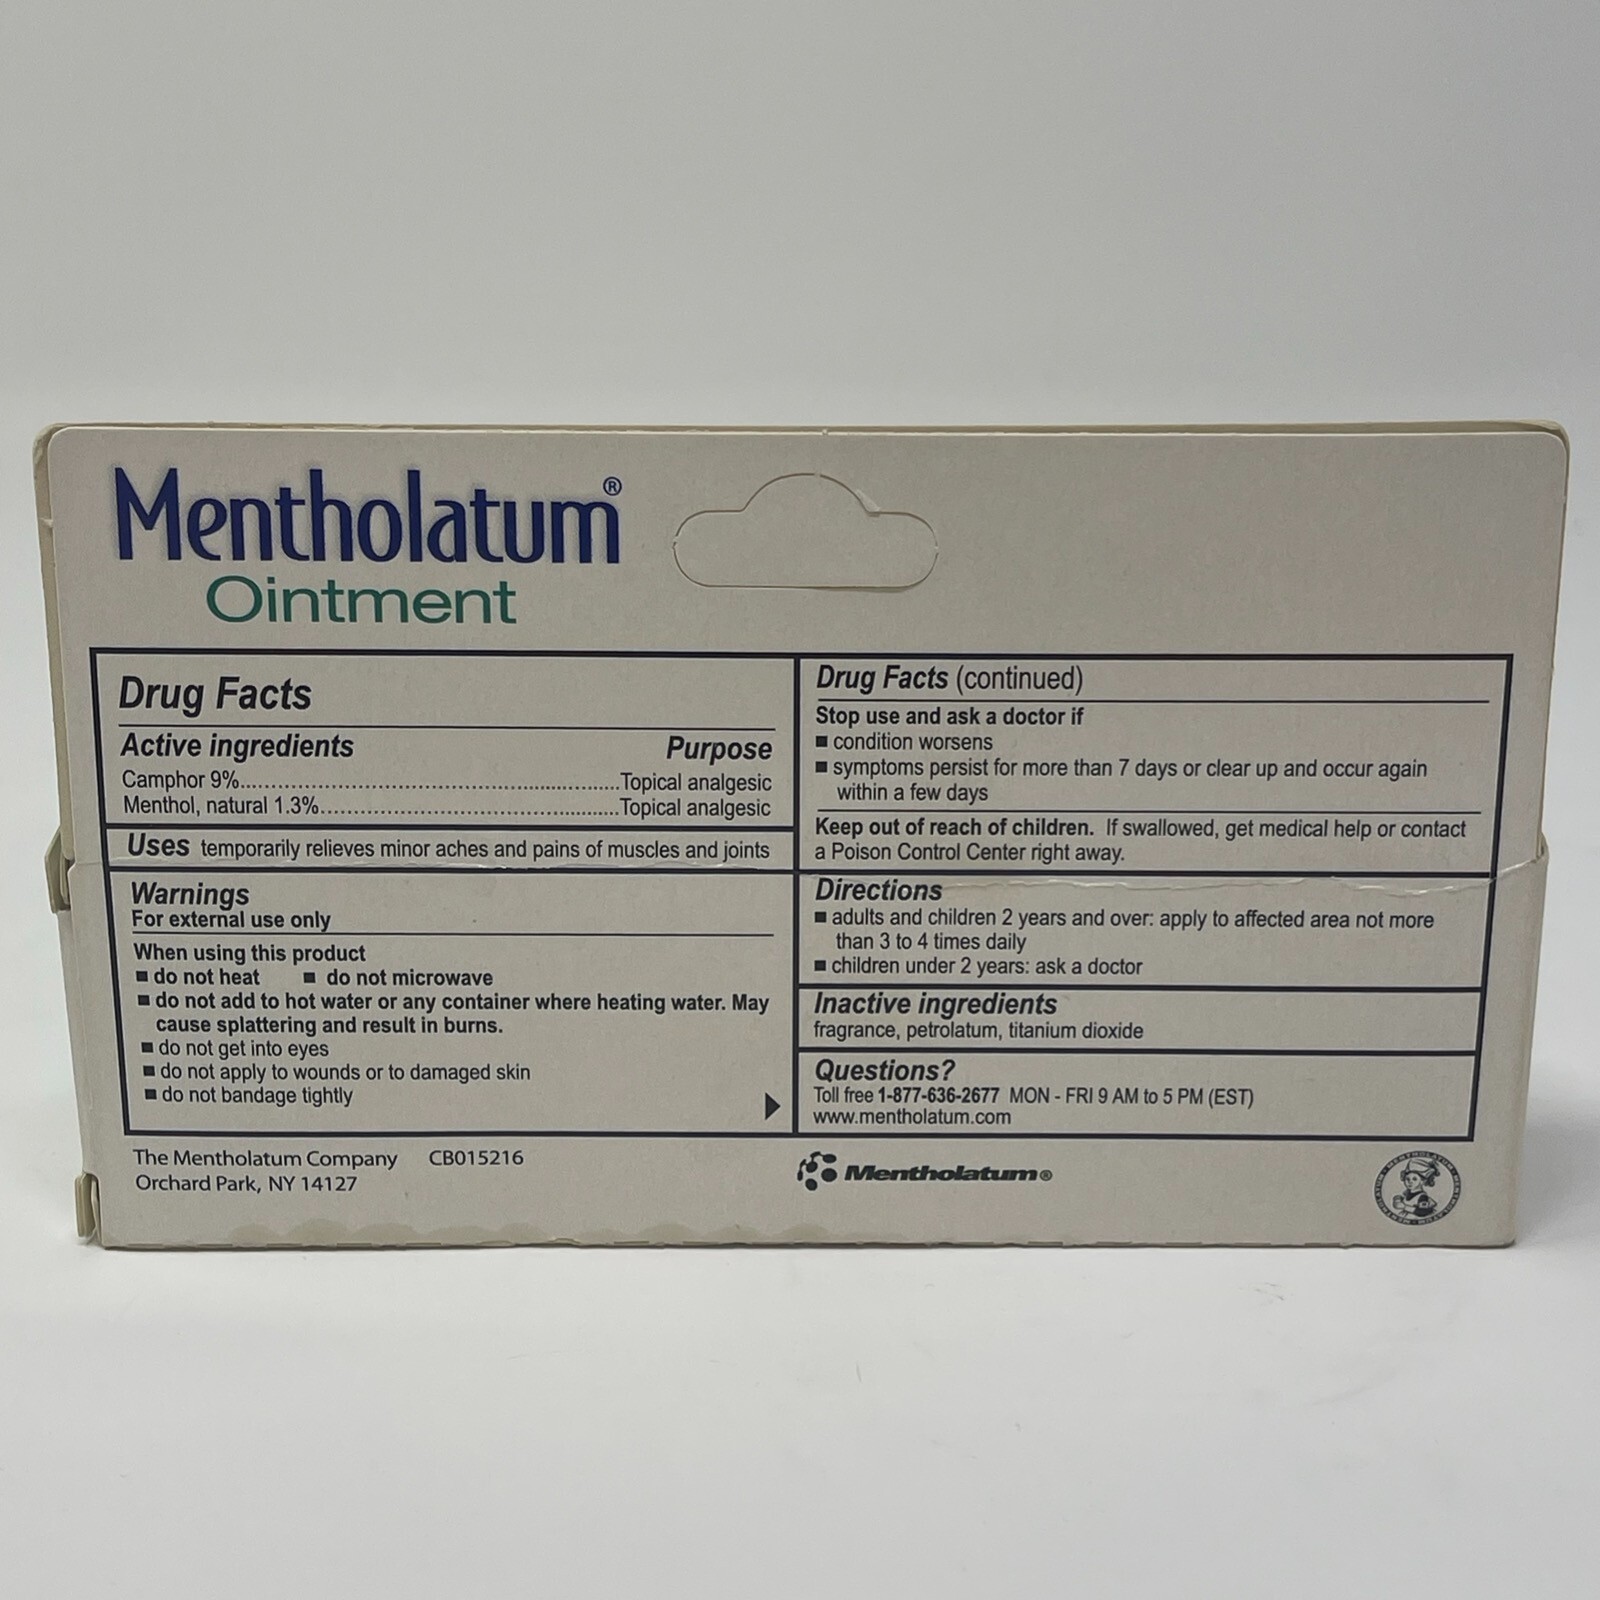 Mentholatum®
Ointment
Drug Facts
Active ingredients Purpose
Camphor 9%..........................................................Topical analgesic
Menthol, natural 1.3%..............................................Topical analgesic
Uses temporarily relieves minor aches and pains of muscles and joints
Warnings
For external use only
When using this product
■ do not heat ■ do not microwave
■ do not add to hot water or any container where heating water. May
cause splattering and result in burns.
■ do not get into eyes
■ do not apply to wounds or to damaged skin
■ do not bandage tightly
Drug Facts (continued)
Stop use and ask a doctor if
■ condition worsens
■ symptoms persist for more than 7 days or clear up and occur again
within a few days
Keep out of reach of children. If swallowed, get medical help or contact
a Poison Control Center right away.
Directions
■ adults and children 2 years and over: apply to affected area not more
than 3 to 4 times daily
■ children under 2 years: ask a doctor
Inactive ingredients
fragrance, petrolatum, titanium dioxide
Questions?
Toll free 1-877-636-2677 MON - FRI 9 AM to 5 PM (EST)
www.mentholatum.com
The Mentholatum Company CB015216
Orchard Park, NY 14127
Mentholatum®